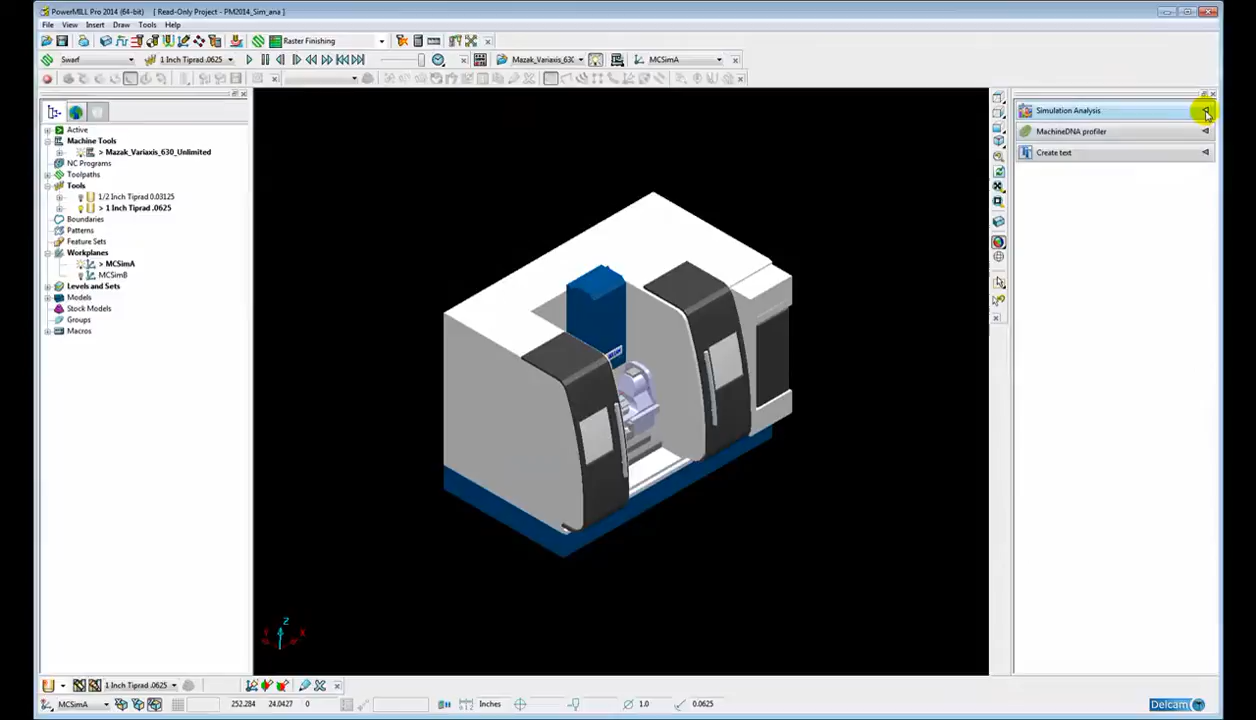 PowerMILL Pro 2014 (64-bit) [ Read-Only Project - PM2014_Sim_ana ]
File View Insert Draw Tools Help
Raster Finishing
Swarf 1 Inch Tiprad .0625 Mazak_Variaxis_630 MCSimA
Simulation Analysis
MachineDNA profiler
Create text
Active
Machine Tools
> Mazak_Variaxis_630_Unlimited
NC Programs
Toolpaths
Tools
1/2 Inch Tiprad 0.03125
> 1 Inch Tiprad .0625
Boundaries
Patterns
Feature Sets
Workplanes
> MCSimA
MCSimB
Levels and Sets
Models
Stock Models
Groups
Macros
Z
X
1 Inch Tiprad .0625
MCSimA 252.284 24.0427 0 Inches 1.0 0.0625
Delcam